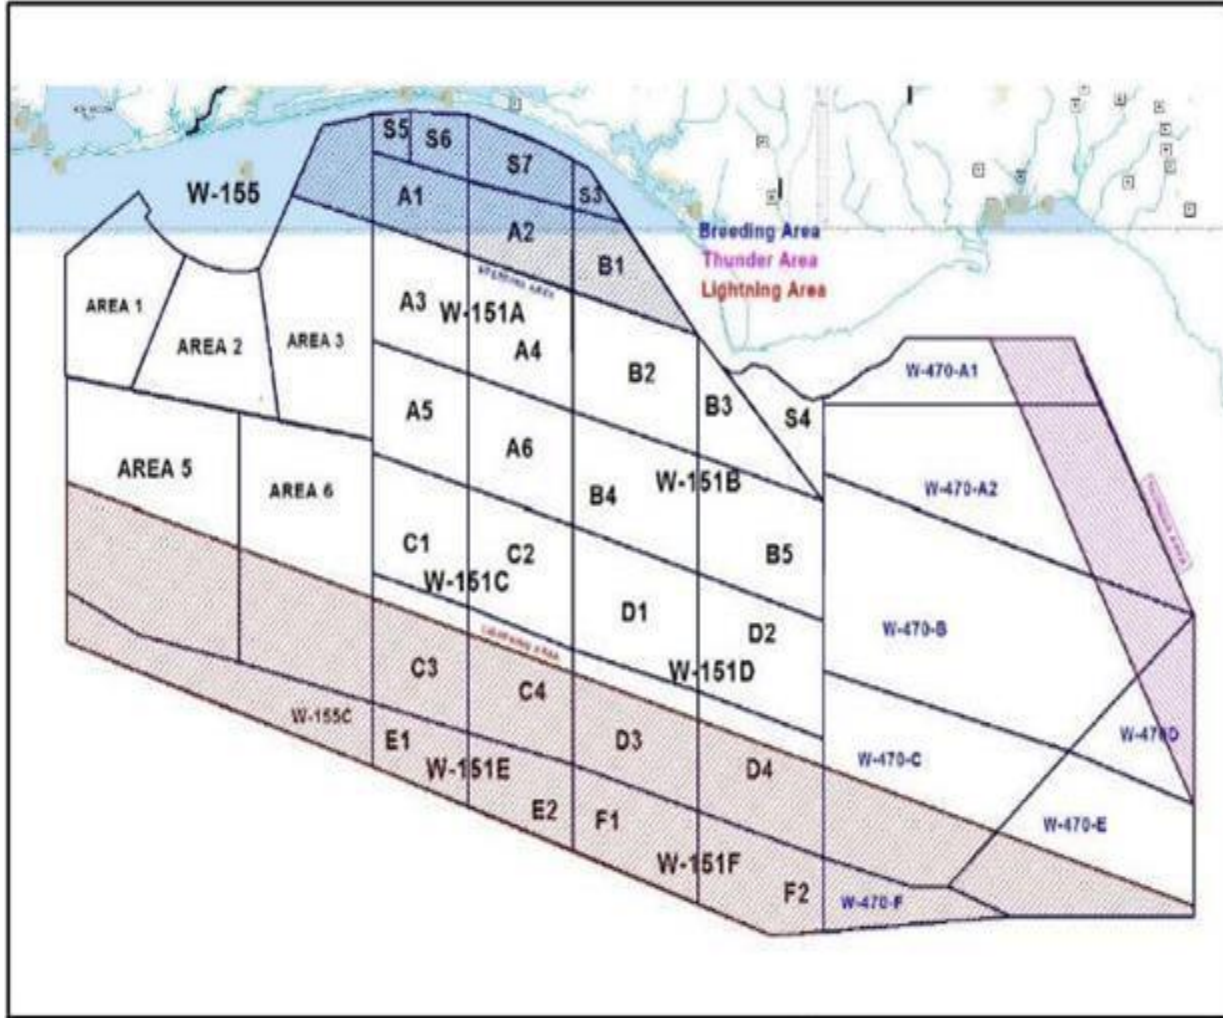 S5
S6
S7
S3
W-155
A1
A2
B1
Breeding Area
Thunder Area
Lightning Area
AREA 1
AREA 2
AREA 3
A3
W-151A
A4
B2
B3
S4
W-470-A1
A5
A6
AREA 5
AREA 6
B4
W-151B
W-470-A2
B5
C1
C2
W-151C
D1
D2
W-470-B
LIGHTNING AREA
C3
C4
W-151D
W-155C
E1
W-151E
D3
D4
W-470-C
W-470D
E2
F1
W-470-E
W-151F
F2
W-470-F